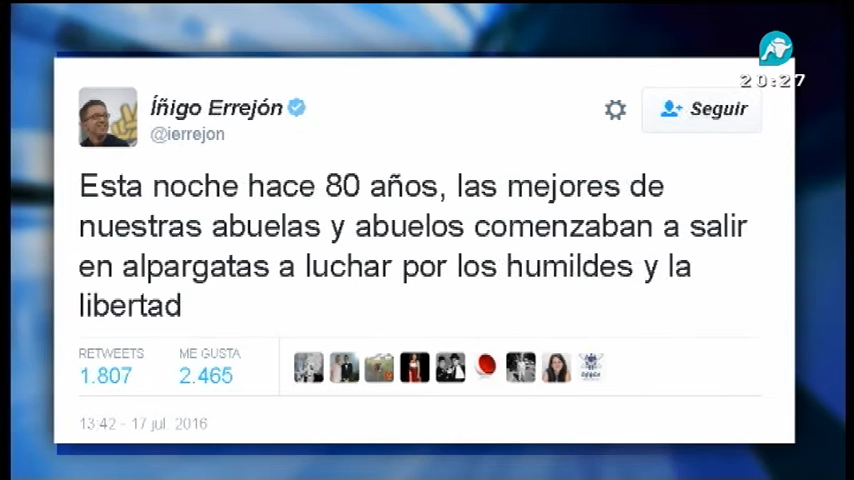 20:27
Íñigo Errejón
@ierrejon
Seguir
Esta noche hace 80 años, las mejores de
nuestras abuelas y abuelos comenzaban a salir
en alpargatas a luchar por los humildes y la
libertad
RETWEETS
ME GUSTA
1.807
2.465
13:42 - 17 jul. 2016